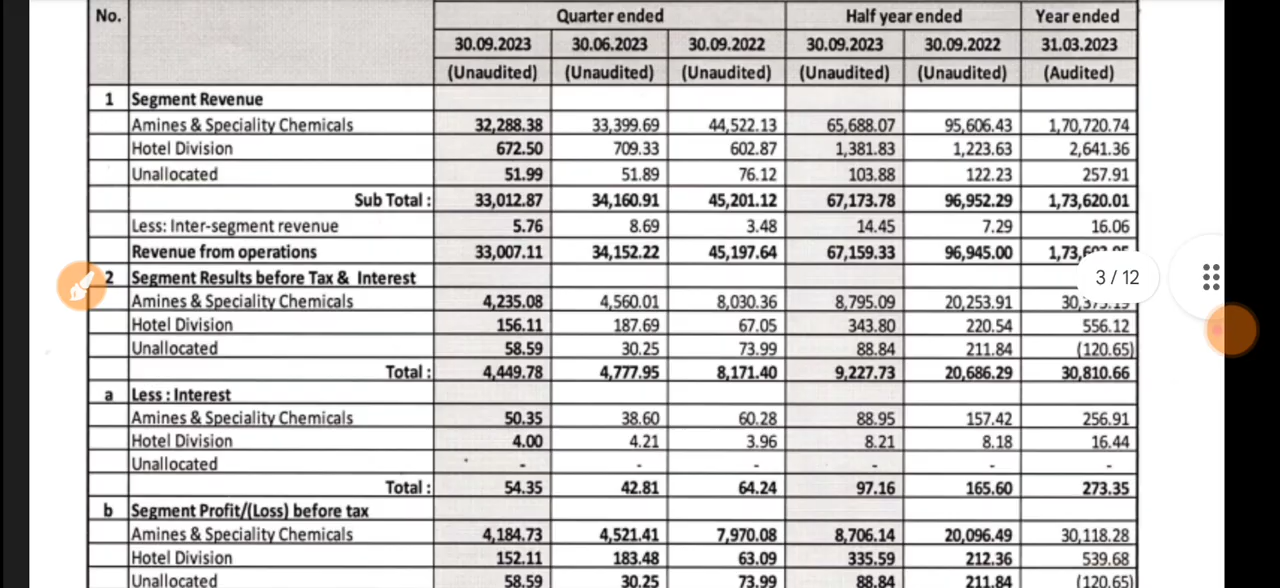 No. Quarter ended Half year ended Year ended
30.09.2023 30.06.2023 30.09.2022 30.09.2023 30.09.2022 31.03.2023
(Unaudited) (Unaudited) (Unaudited) (Unaudited) (Unaudited) (Audited)
1 Segment Revenue
Amines & Speciality Chemicals 32,288.38 33,399.69 44,522.13 65,688.07 95,606.43 1,70,720.74
Hotel Division 672.50 709.33 602.87 1,381.83 1,223.63 2,641.36
Unallocated 51.99 51.89 76.12 103.88 122.23 257.91
Sub Total : 33,012.87 34,160.91 45,201.12 67,173.78 96,952.29 1,73,620.01
Less: Inter-segment revenue 5.76 8.69 3.48 14.45 7.29 16.06
Revenue from operations 33,007.11 34,152.22 45,197.64 67,159.33 96,945.00
2 Segment Results before Tax & Interest
3 / 12
Amines & Speciality Chemicals 4,235.08 4,560.01 8,030.36 8,795.09 20,253.91
Hotel Division 156.11 187.69 67.05 343.80 220.54 556.12
Unallocated 58.59 30.25 73.99 88.84 211.84 (120.65)
Total : 4,449.78 4,777.95 8,171.40 9,227.73 20,686.29 30,810.66
a Less : Interest
Amines & Speciality Chemicals 50.35 38.60 60.28 88.95 157.42 256.91
Hotel Division 4.00 4.21 3.96 8.21 8.18 16.44
Unallocated - - - - - -
Total : 54.35 42.81 64.24 97.16 165.60 273.35
b Segment Profit/(Loss) before tax
Amines & Speciality Chemicals 4,184.73 4,521.41 7,970.08 8,706.14 20,096.49 30,118.28
Hotel Division 152.11 183.48 63.09 335.59 212.36 539.68
Unallocated 58.59 30.25 73.99 88.84 211.84 (120.65)